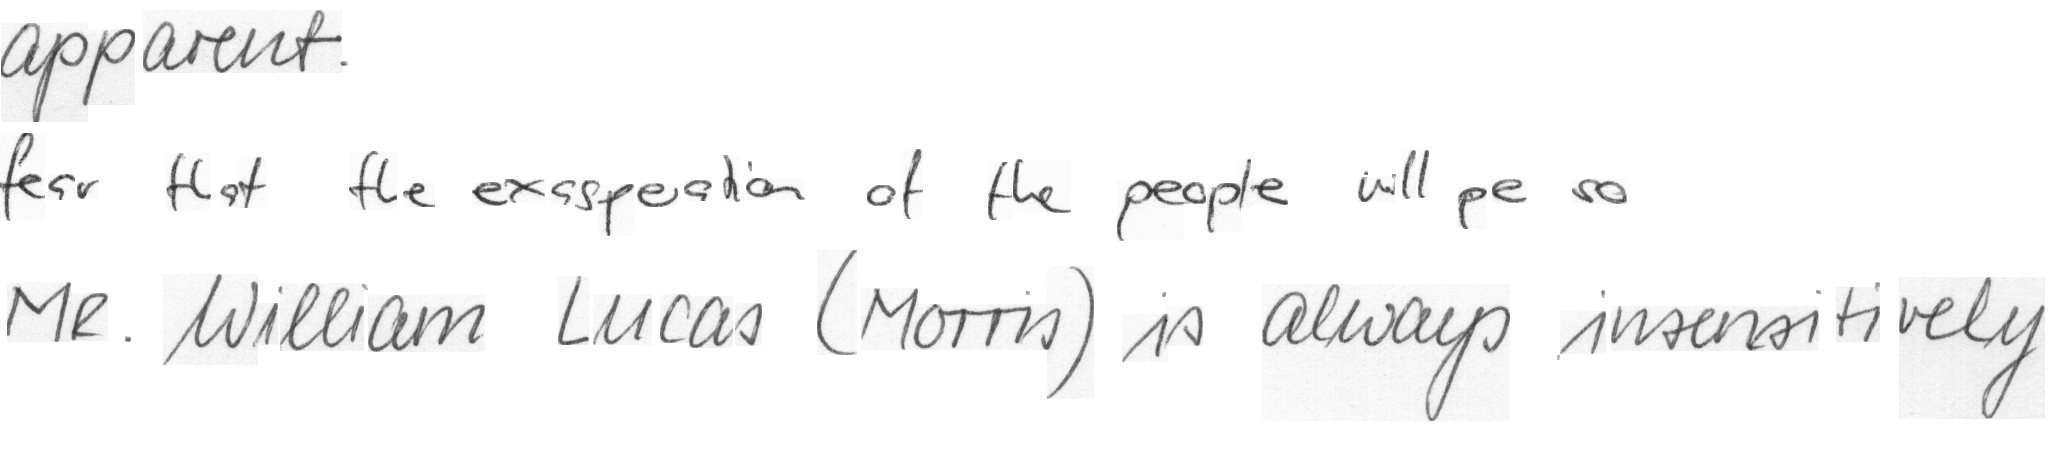 apparent.
fear that the exasperation of the people will be so
Mr. William Lucas (Morris) is always insensitively